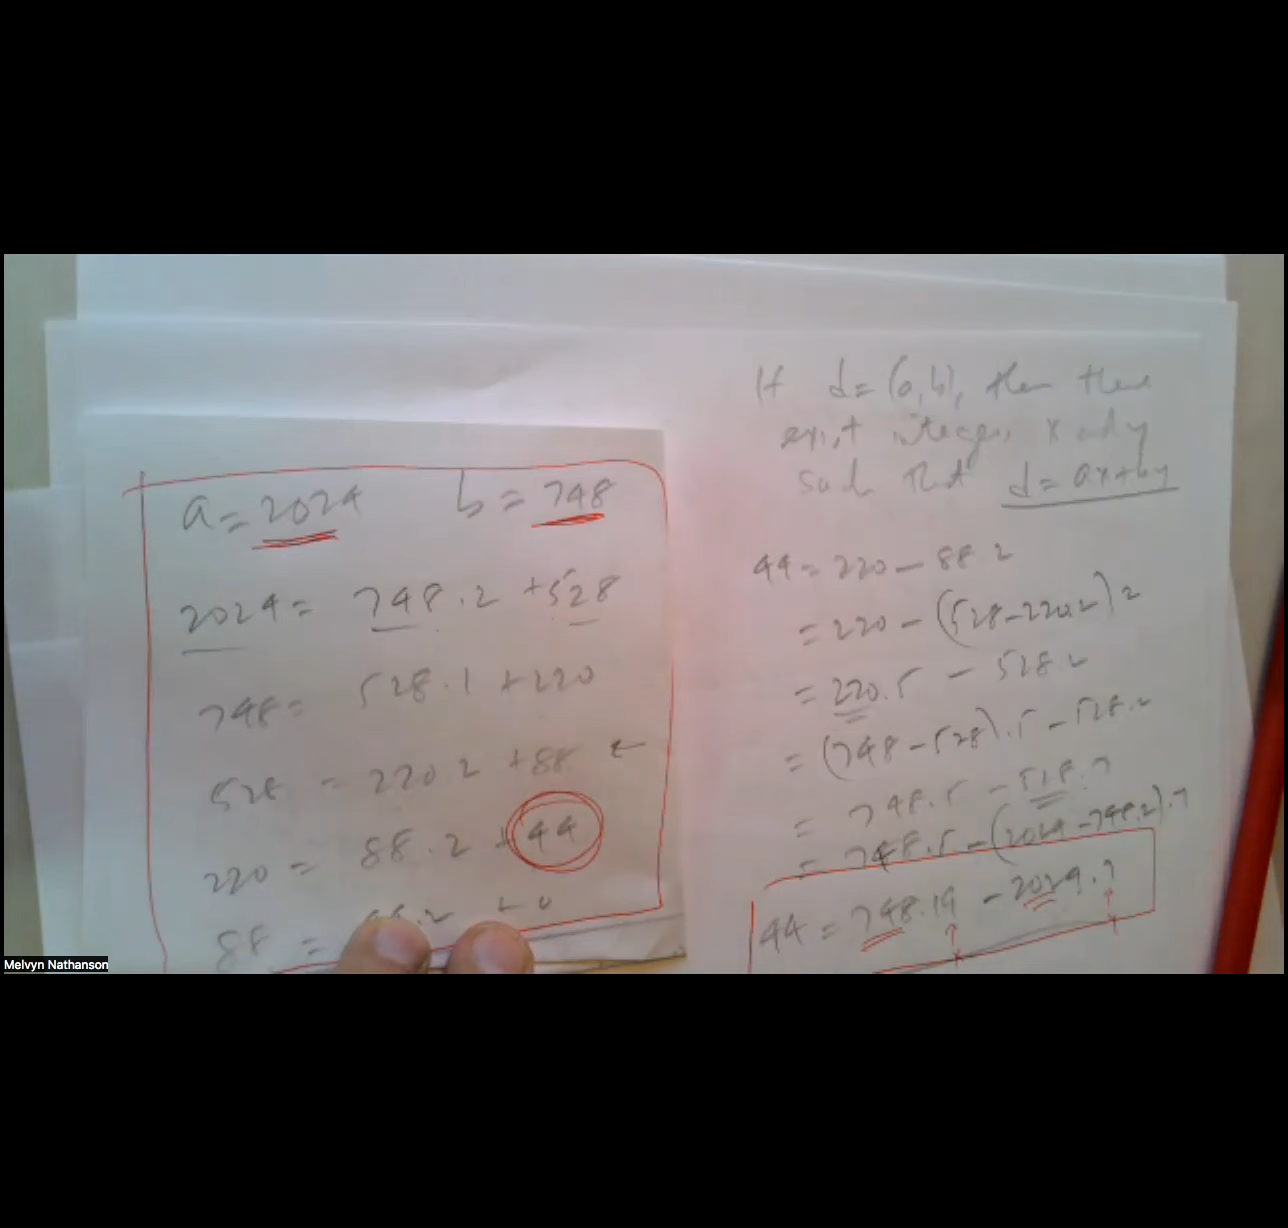 a = 2024 b = 748
2024 = 748.2 + 528
748 = 528.1 + 220
528 = 220.2 + 88 ←
220 = 88.2 + 44
88 = .2 + 0
If d = (a, b), then there
exist integers x and y
such that d = ax + by
44 = 220 - 88.2
= 220 - (528 - 220.2) 2
= 220.5 - 528.2
= (748 - 528).5 - 528.2
= 748.5 - 528.7
= 748.5 - (2024 - 748.2).7
44 = 748.19 - 2024.7
Melvyn Nathanson